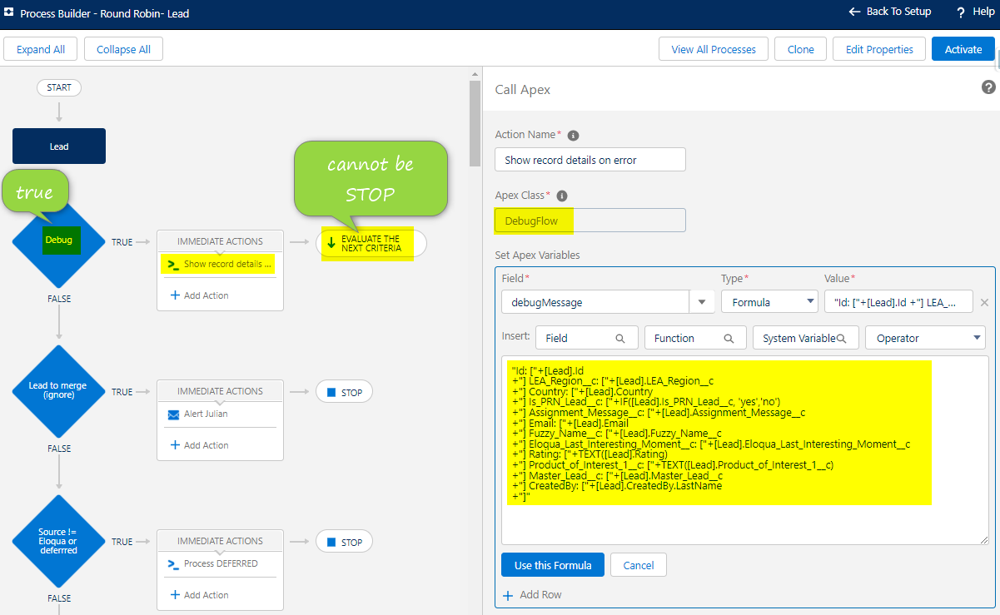 Process Builder - Round Robin- Lead
Back To Setup
? Help
Expand All
Collapse All
View All Processes
Clone
Edit Properties
Activate
START
Lead
true
cannot be
STOP
Debug
TRUE
IMMEDIATE ACTIONS
Show record details ...
+ Add Action
EVALUATE THE
NEXT CRITERIA
FALSE
Lead to merge
(ignore)
TRUE
IMMEDIATE ACTIONS
Alert Julian
+ Add Action
STOP
FALSE
Source !=
Eloqua or
deferrred
TRUE
IMMEDIATE ACTIONS
Process DEFERRED
+ Add Action
STOP
FALSE
Call Apex
?
Action Name*
Show record details on error
Apex Class*
DebugFlow
Set Apex Variables
Field*
Type*
Value*
debugMessage
Formula
"Id: ["+[Lead].Id +"] LEA_...
Insert:
Field
Function
System Variable
Operator
"Id: ["+[Lead].Id
+"] LEA_Region__c: ["+[Lead].LEA_Region__c
+"] Country: ["+[Lead].Country
+"] Is_PRN_Lead__c: ["+IF([Lead].Is_PRN_Lead__c, 'yes','no')
+"] Assignment_Message__c: ["+[Lead].Assignment_Message__c
+"] Email: ["+[Lead].Email
+"] Fuzzy_Name__c: ["+[Lead].Fuzzy_Name__c
+"] Eloqua_Last_Interesting_Moment__c: ["+[Lead].Eloqua_Last_Interesting_Moment__c
+"] Rating: ["+TEXT([Lead].Rating)
+"] Product_of_Interest_1__c: ["+TEXT([Lead].Product_of_Interest_1__c)
+"] Master_Lead__c: ["+[Lead].Master_Lead__c
+"] CreatedBy: ["+[Lead].CreatedBy.LastName
+"]"
Use this Formula
Cancel
+ Add Row